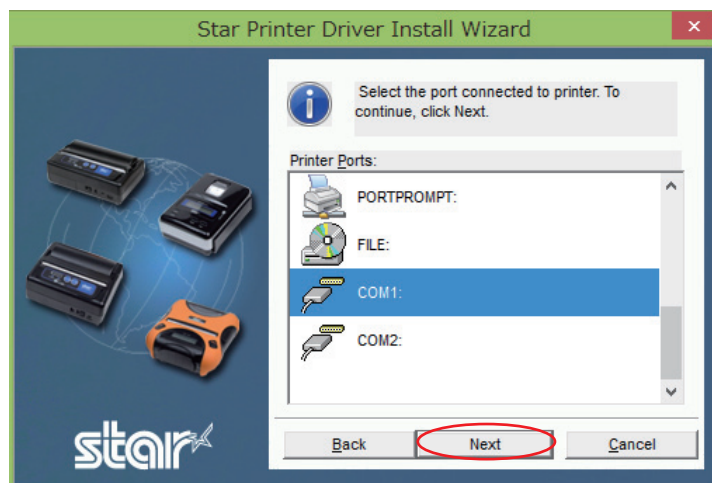 Star Printer Driver Install Wizard
Select the port connected to printer. To
continue, click Next.
Printer Ports:
PORTPROMPT:
FILE:
COM1:
COM2:
star
Back
Next
Cancel